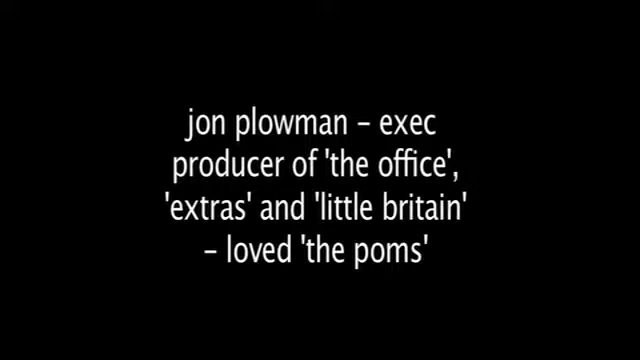 jon plowman – exec
producer of 'the office',
'extras' and 'little britain'
– loved 'the poms'